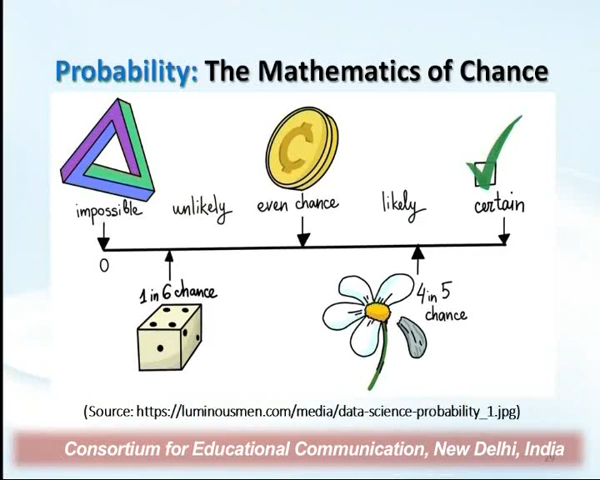 Probability: The Mathematics of Chance
impossible unlikely even chance likely certain
0
1 in 6 chance
4 in 5
chance
(Source: https://luminousmen.com/media/data-science-probability_1.jpg)
Consortium for Educational Communication, New Delhi, India